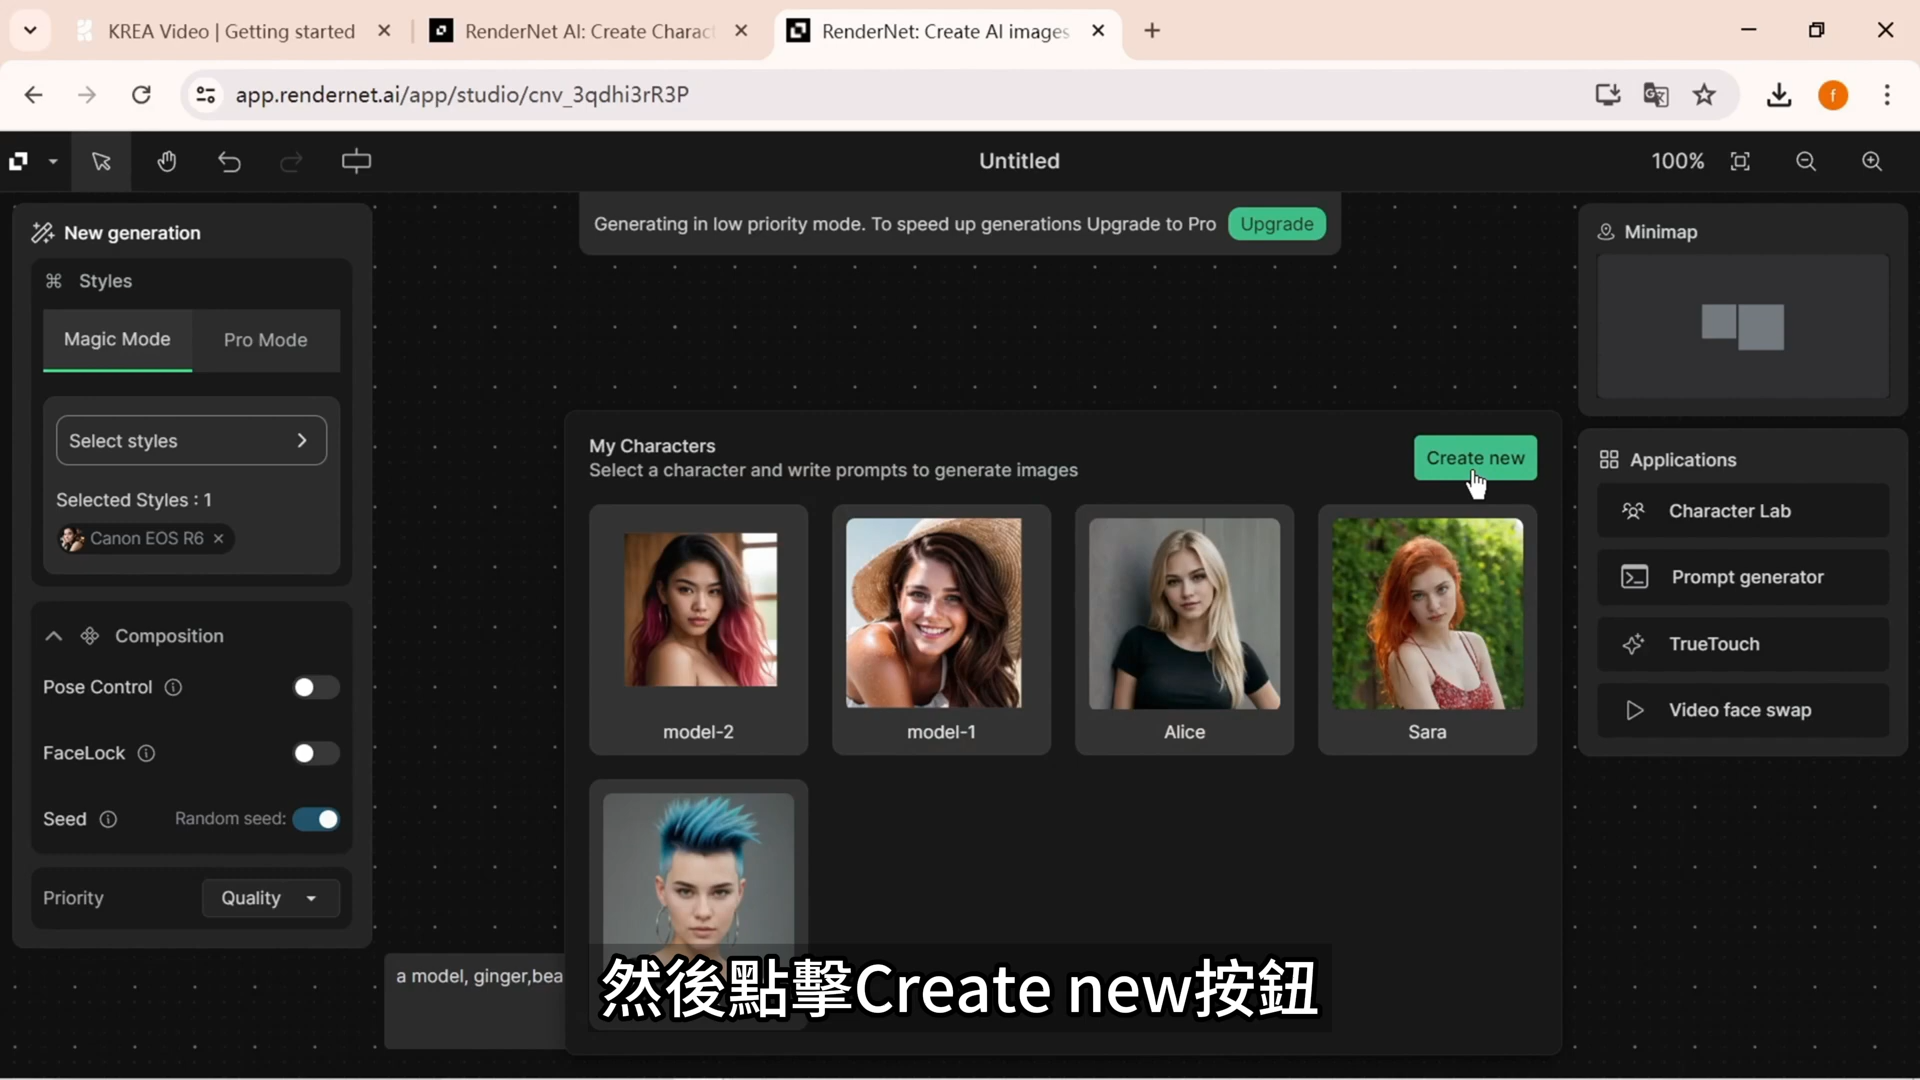 KREA Video | Getting started
RenderNet AI: Create Charac
RenderNet: Create AI images
app.rendernet.ai/app/studio/cnv_3qdhi3rR3P
f
Untitled
100%
New generation
Styles
Magic Mode
Pro Mode
Select styles
Selected Styles : 1
Canon EOS R6
Composition
Pose Control
FaceLock
Seed
Random seed:
Priority
Quality
Generating in low priority mode. To speed up generations Upgrade to Pro
Upgrade
My Characters
Select a character and write prompts to generate images
Create new
model-2
model-1
Alice
Sara
a model, ginger,bea
Minimap
Applications
Character Lab
Prompt generator
TrueTouch
Video face swap
然後點擊Create new按鈕